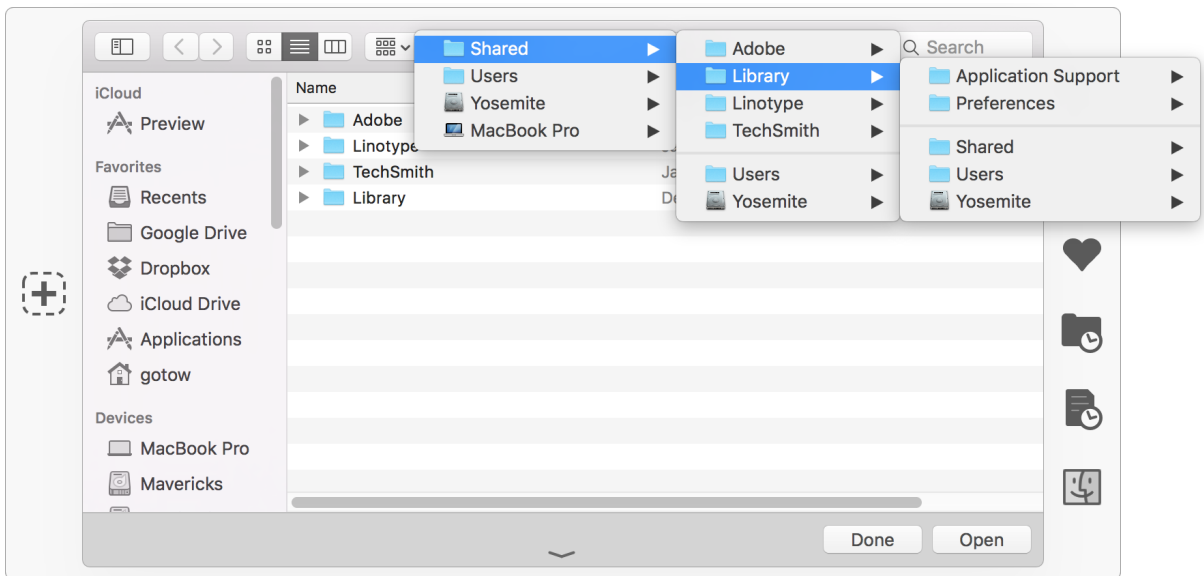 Search
iCloud
Preview
Favorites
Recents
Google Drive
Dropbox
iCloud Drive
Applications
gotow
Devices
MacBook Pro
Mavericks
Name
Adobe
Linotype
TechSmith
Library
Shared
Users
Yosemite
MacBook Pro
Adobe
Library
Linotype
TechSmith
Users
Yosemite
Application Support
Preferences
Shared
Users
Yosemite
Done
Open